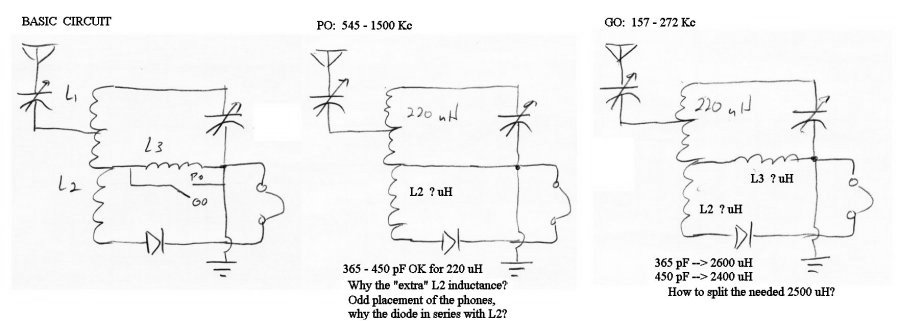 BASIC CIRCUIT
L1
L3
Po
L2
GO
PO: 545 - 1500 Kc
220 uH
L2 ? uH
365 - 450 pF OK for 220 uH
Why the "extra" L2 inductance?
Odd placement of the phones,
why the diode in series with L2?
GO: 157 - 272 Kc
220 uH
L3 ? uH
L2 ? uH
365 pF --> 2600 uH
450 pF --> 2400 uH
How to split the needed 2500 uH?